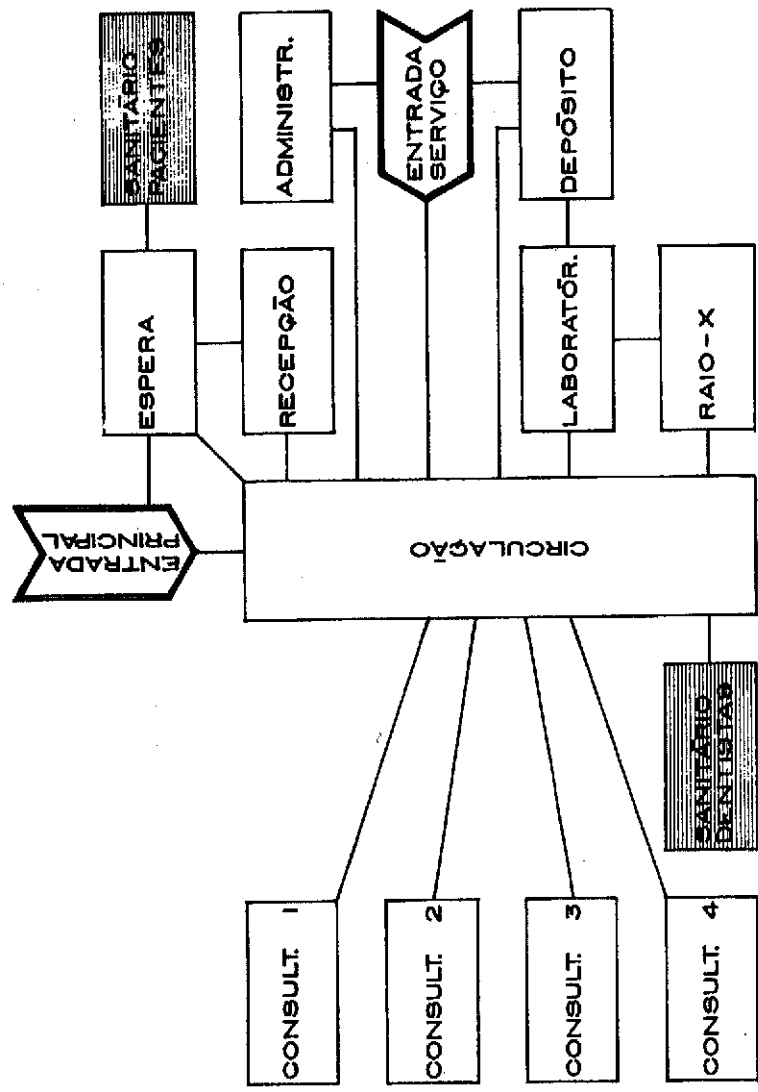 SANITÁRIO
PACIENTES
ADMINISTR.
ENTRADA
SERVIÇO
DEPÓSITO
ESPERA
RECEPÇÃO
LABORATÓR.
RAIO-X
ENTRADA
PRINCIPAL
CIRCULAÇÃO
SANITÁRIO
DENTISTAS
CONSULT. 1
CONSULT. 2
CONSULT. 3
CONSULT. 4